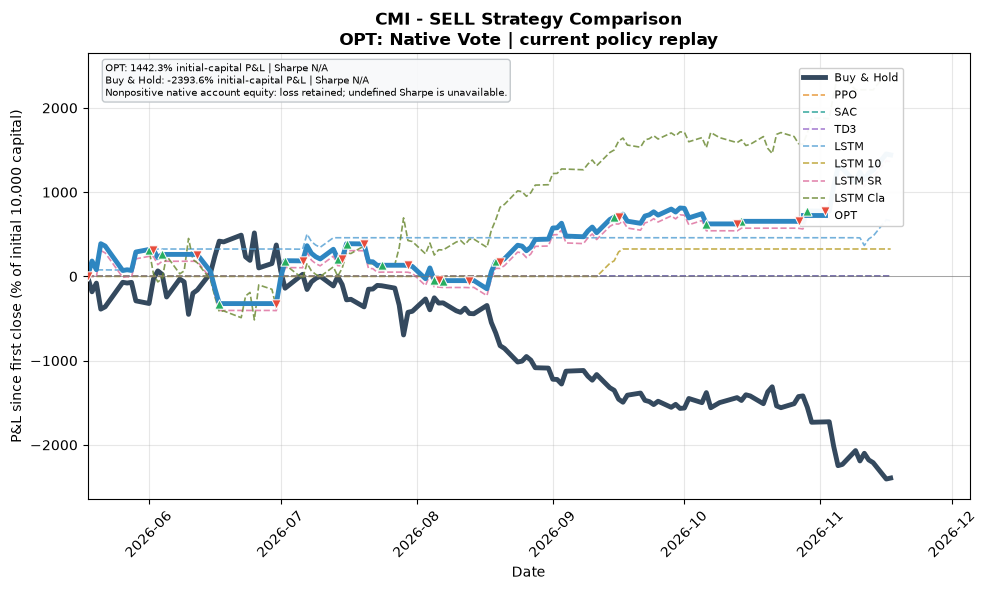 CMI - SELL Strategy Comparison
OPT: Native Vote | current policy replay
OPT: 1442.3% initial-capital P&L | Sharpe N/A
Buy & Hold: -2393.6% initial-capital P&L | Sharpe N/A
Nonpositive native account equity: loss retained; undefined Sharpe is unavailable.
Buy & Hold
PPO
SAC
TD3
LSTM
LSTM 10
LSTM SR
LSTM Cla
OPT
P&L since first close (% of initial 10,000 capital)
2000
1000
0
−1000
−2000
2026-06
2026-07
2026-08
2026-09
2026-10
2026-11
2026-12
Date